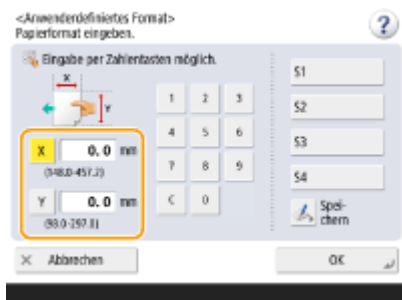 <Anwenderdefiniertes Format>
Papierformat eingeben.
?
Eingabe per Zahlentasten möglich.
X
Y
X 0.0 mm
(148.0-457.2)
Y 0.0 mm
(98.0-297.0)
1 2 3
4 5 6
7 8 9
C 0
S1
S2
S3
S4
Spei-
chern
× Abbrechen
OK